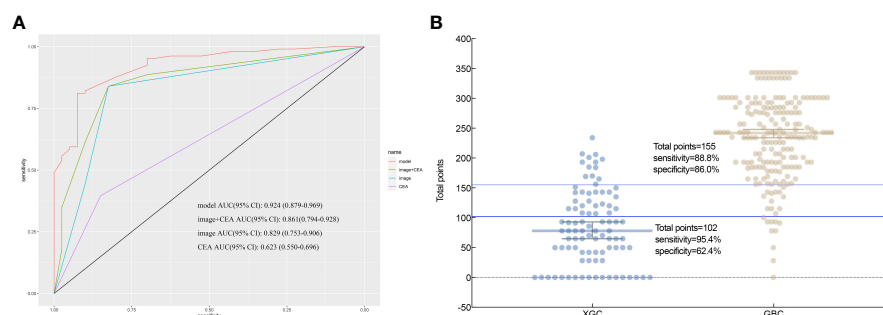 A
1.00
0.75
0.50
0.25
0.00
sensitivity
1.00
0.75
0.50
0.25
0.00
name
model
image+CEA
image
CEA
model AUC(95% CI): 0.924 (0.879-0.969)
image+CEA AUC(95% CI): 0.861(0.794-0.928)
image AUC(95% CI): 0.829 (0.753-0.906)
CEA AUC(95% CI): 0.623 (0.550-0.696)
B
Total points
400
350
300
250
200
150
100
50
0
-50
Total points=155
sensitivity=88.8%
specificity=86.0%
Total points=102
sensitivity=95.4%
specificity=62.4%
XGC
GBC